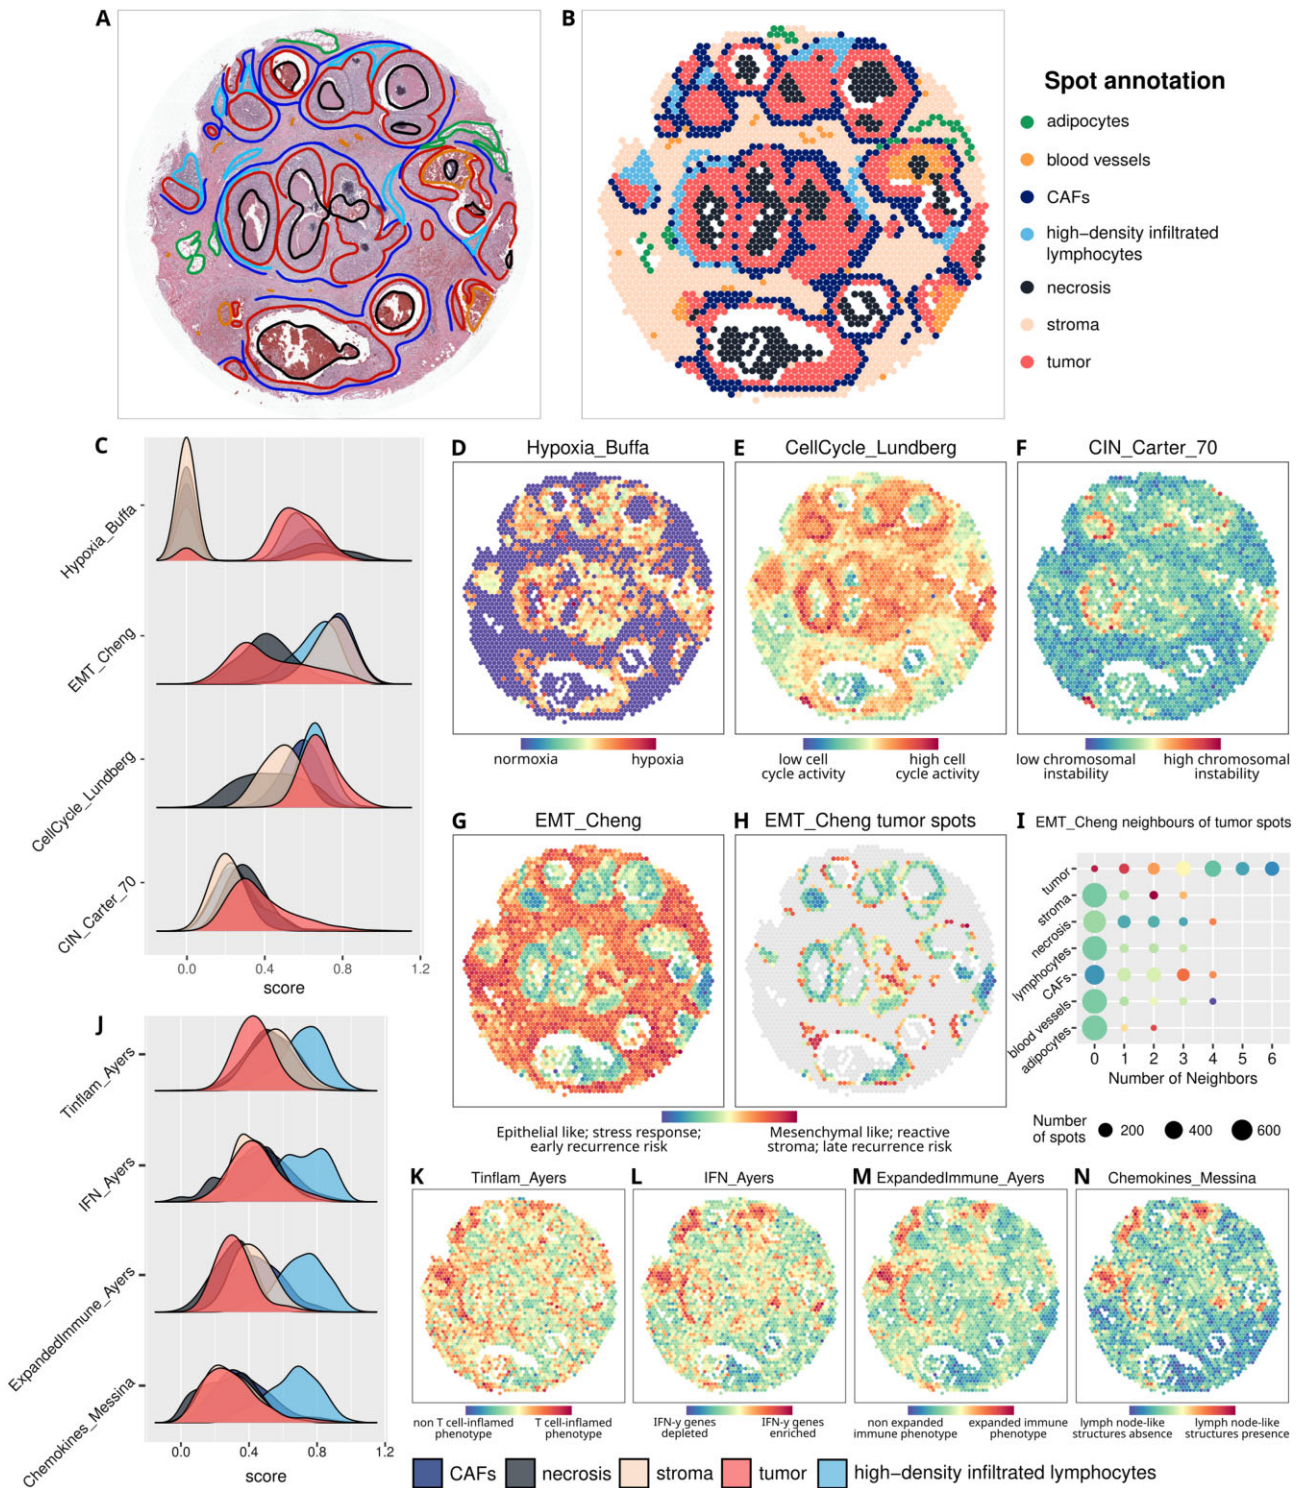 A
B
Spot annotation
adipocytes
blood vessels
CAFs
high-density infiltrated
lymphocytes
necrosis
stroma
tumor
C
Hypoxia_Buffa
EMT_Cheng
CellCycle_Lundberg
CIN_Carter_70
0.0 0.4 0.8 1.2
score
D Hypoxia_Buffa
normoxia hypoxia
E CellCycle_Lundberg
low cell high cell
cycle activity cycle activity
F CIN_Carter_70
low chromosomal high chromosomal
instability instability
G EMT_Cheng
H EMT_Cheng tumor spots
Epithelial like; stress response; Mesenchymal like; reactive
early recurrence risk stroma; late recurrence risk
I EMT_Cheng neighbours of tumor spots
tumor
stroma
necrosis
lymphocytes
CAFs
blood vessels
adipocytes
0 1 2 3 4 5 6
Number of Neighbors
Number
of spots
200 400 600
J
Tinflam_Ayers
IFN_Ayers
ExpandedImmune_Ayers
Chemokines_Messina
0.0 0.4 0.8 1.2
score
K Tinflam_Ayers
non T cell-inflamed T cell-inflamed
phenotype phenotype
L IFN_Ayers
IFN-y genes IFN-y genes
depleted enriched
M ExpandedImmune_Ayers
non expanded expanded immune
immune phenotype phenotype
N Chemokines_Messina
lymph node-like lymph node-like
structures absence structures presence
CAFs necrosis stroma tumor high-density infiltrated lymphocytes